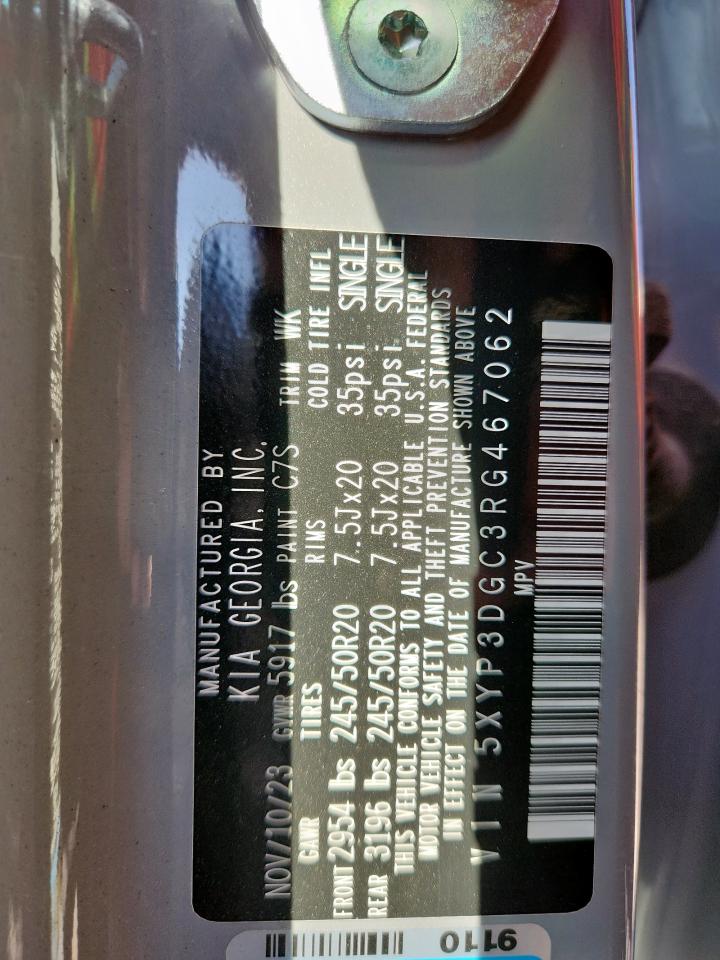 MANUFACTURED BY
KIA GEORGIA, INC.
NOV/10/23 GVWR 5917 lbs PAINT C7S TRIM WK
GAWR TIRES RIMS COLD TIRE INFL
FRONT 2954 lbs 245/50R20 7.5Jx20 35psi SINGLE
REAR 3196 lbs 245/50R20 7.5Jx20 35psi SINGLE
THIS VEHICLE CONFORMS TO ALL APPLICABLE U.S.A. FEDERAL
MOTOR VEHICLE SAFETY AND THEFT PREVENTION STANDARDS
IN EFFECT ON THE DATE OF MANUFACTURE SHOWN ABOVE
VIN 5XYP3DGC3RG467062
MPV
9110